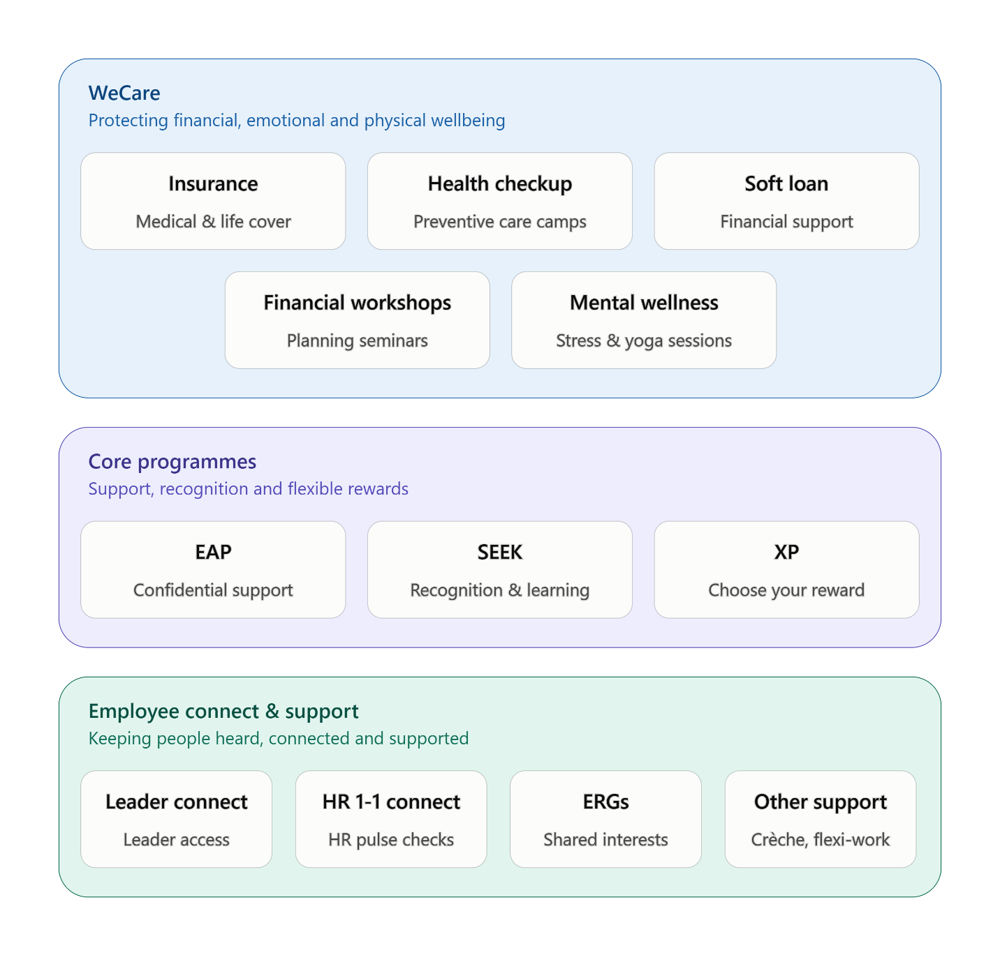 WeCare
Protecting financial, emotional and physical wellbeing
Insurance
Medical & life cover
Health checkup
Preventive care camps
Soft loan
Financial support
Financial workshops
Planning seminars
Mental wellness
Stress & yoga sessions
Core programmes
Support, recognition and flexible rewards
EAP
Confidential support
SEEK
Recognition & learning
XP
Choose your reward
Employee connect & support
Keeping people heard, connected and supported
Leader connect
Leader access
HR 1-1 connect
HR pulse checks
ERGs
Shared interests
Other support
Crèche, flexi-work